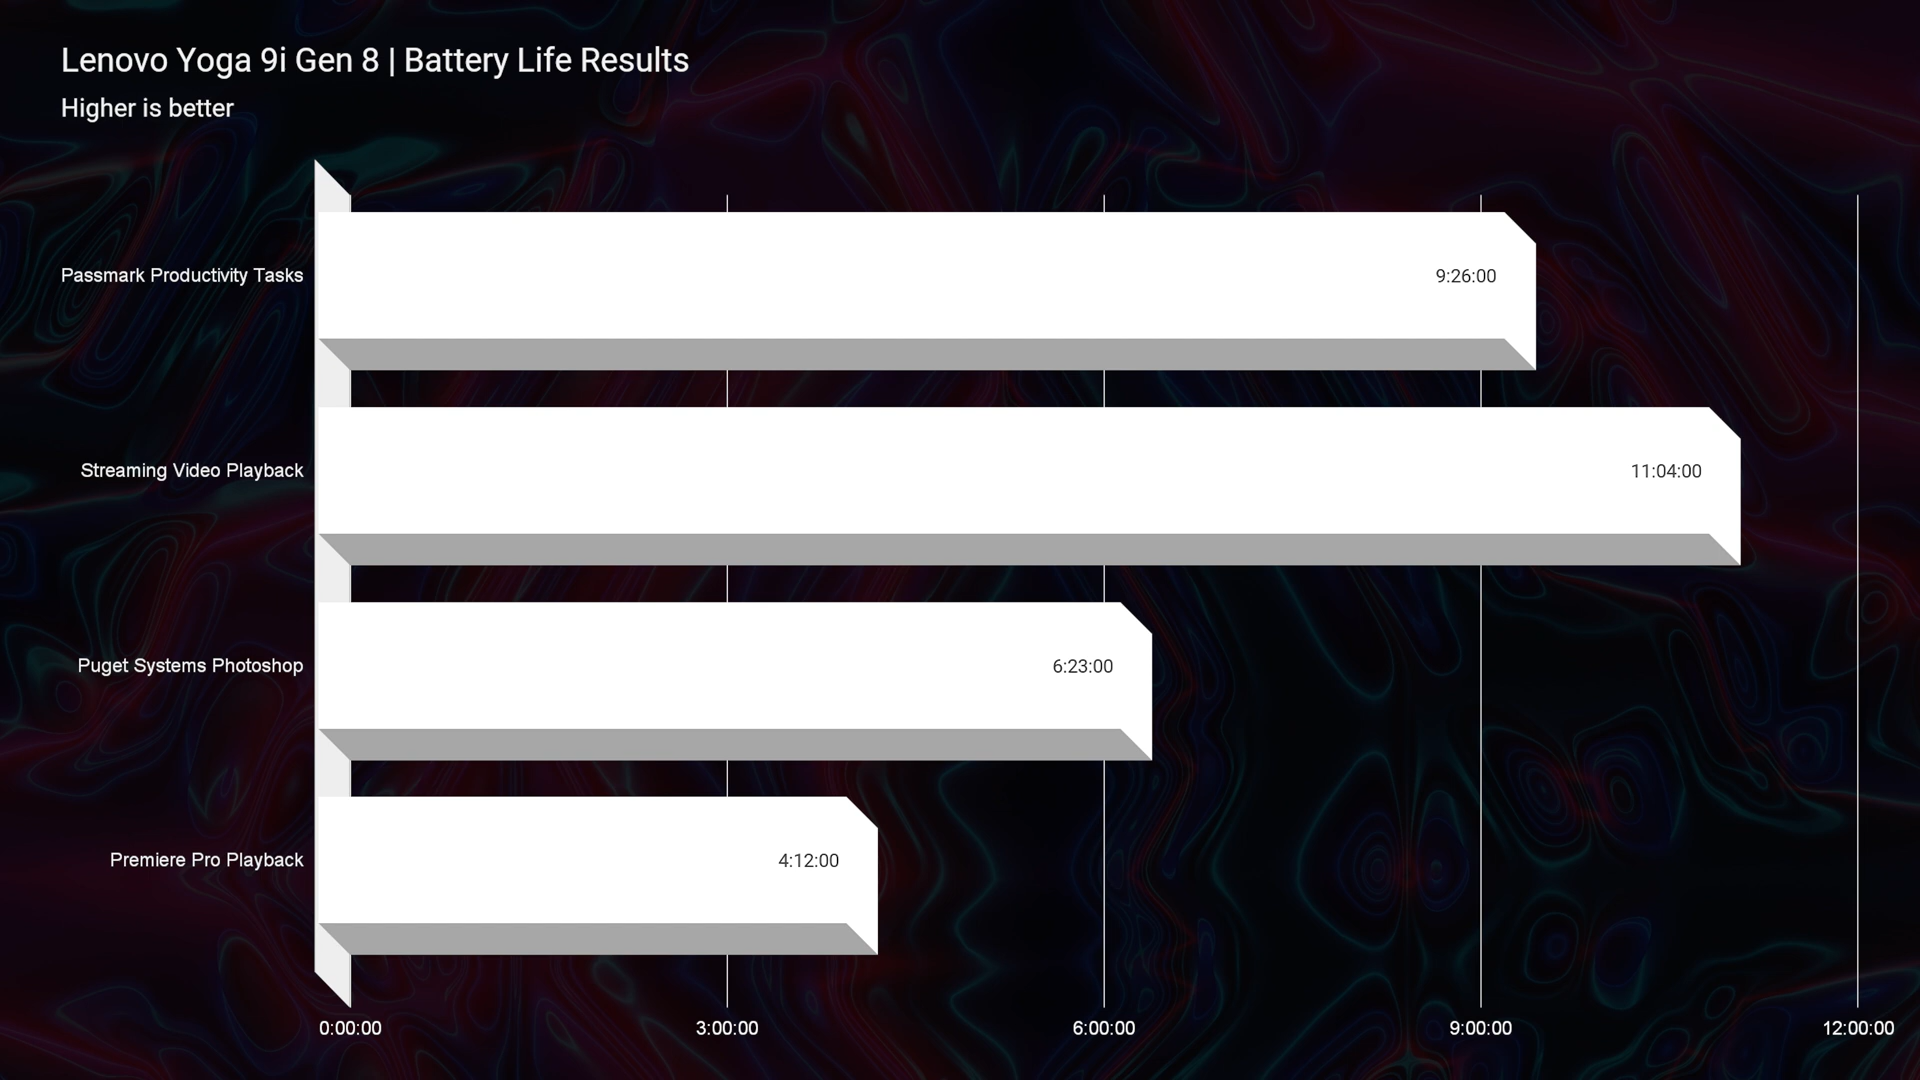 Lenovo Yoga 9i Gen 8 | Battery Life Results
Higher is better
Passmark Productivity Tasks
9:26:00
Streaming Video Playback
11:04:00
Puget Systems Photoshop
6:23:00
Premiere Pro Playback
4:12:00
0:00:00
3:00:00
6:00:00
9:00:00
12:00:00